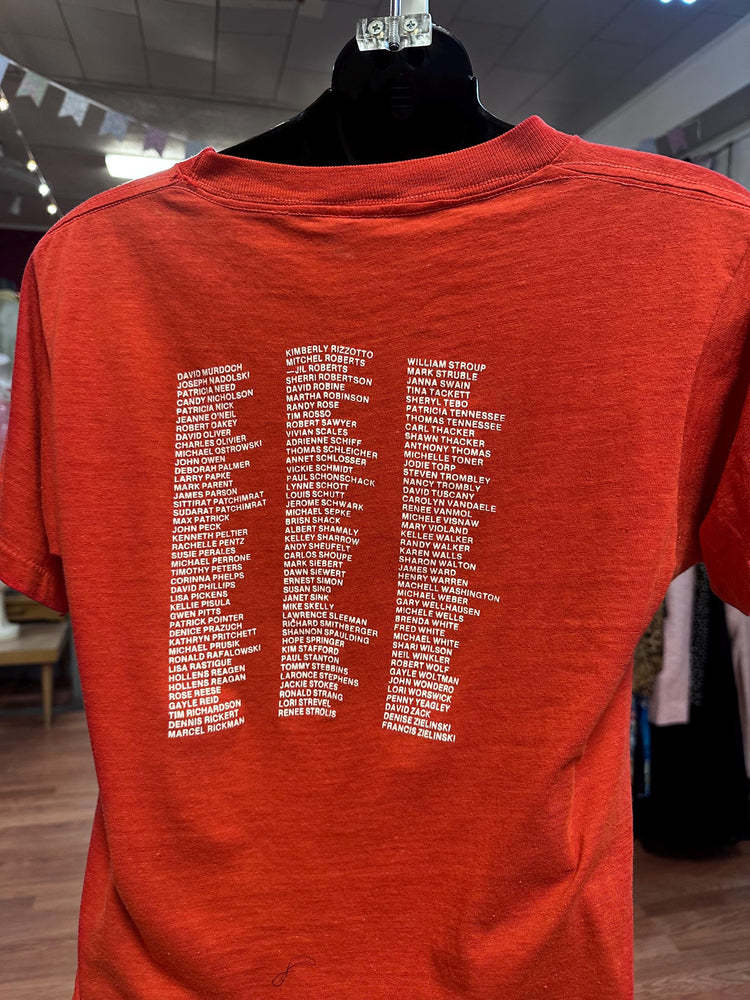 DAVID MURDOCH
JOSEPH NADOLSKI
PATRICIA NEED
CANDY NICHOLSON
PATRICIA NICK
JEANNE O'NEIL
ROBERT OAKEY
DAVID OLIVER
CHARLES OLIVIER
MICHAEL OSTROWSKI
JOHN OWEN
DEBORAH PALMER
LARRY PAPKE
MARK PARENT
JAMES PARSON
SITTIRAT PATCHIMRAT
SUDARAT PATCHIMRAT
MAX PATRICK
JOHN PECK
KENNETH PELTIER
RACHELLE PENTZ
SUSIE PERALES
MICHAEL PERRONE
TIMOTHY PETERS
CORINNA PHELPS
DAVID PHILLIPS
LISA PICKENS
KELLIE PISULA
GWEN PITTS
PATRICK POINTER
DENICE PRAZUCH
KATHRYN PRITCHETT
MICHAEL PRUSIK
RONALD RAFALOWSKI
LISA RASTIGUE
HOLLENS REAGEN
HOLLENS REAGAN
ROSE REESE
GAYLE REID
TIM RICHARDSON
DENNIS RICKERT
MARCEL RICKMAN
KIMBERLY RIZZOTTO
MITCHEL ROBERTS
—JIL ROBERTS
SHERRI ROBERTSON
DAVID ROBINE
MARTHA ROBINSON
RANDY ROSE
TIM ROSSO
ROBERT SAWYER
VIVIAN SCALES
ADRIENNE SCHIFF
THOMAS SCHLEICHER
ANNET SCHLOSSER
VICKIE SCHMIDT
PAUL SCHONSCHACK
LYNNE SCHOTT
LOUIS SCHUTT
JEROME SCHWARK
MICHAEL SEPKE
BRISN SHACK
ALBERT SHAMALY
KELLEY SHARROW
ANDY SHEUFELT
CARLOS SHOUPE
MARK SIEBERT
DAWN SIEWERT
ERNEST SIMON
SUSAN SING
JANET SINK
MIKE SKELLY
LAWRENCE SLEEMAN
RICHARD SMITHBERGER
SHANNON SPAULDING
HOPE SPRINGER
KIM STAFFORD
PAUL STANTON
TOMMY STEBBINS
LARONCE STEPHENS
JACKIE STOKES
RONALD STRANG
LORI STREVEL
RENEE STROLIS
WILLIAM STROUP
MARK STRUBLE
JANNA SWAIN
TINA TACKETT
SHERYL TEBO
PATRICIA TENNESSEE
THOMAS TENNESSEE
CARL THACKER
SHAWN THACKER
ANTHONY THOMAS
MICHELLE TONER
JODIE TORP
STEVEN TROMBLEY
NANCY TROMBLY
DAVID TUSCANY
CAROLYN VANDAELE
RENEE VANMOL
MICHELE VISNAW
MARY VIOLAND
KELLEE WALKER
RANDY WALKER
KAREN WALLS
SHARON WALTON
JAMES WARD
HENRY WARREN
MACHELL WASHINGTON
MICHAEL WEBER
GARY WELLHAUSEN
MICHELE WELLS
BRENDA WHITE
FRED WHITE
MICHAEL WHITE
SHARI WILSON
NEIL WINKLER
ROBERT WOLF
GAYLE WOLTMAN
JOHN WONDERO
LORI WORSWICK
PENNY YEAGLEY
DAVID ZACK
DENISE ZIELINSKI
FRANCIS ZIELINSKI